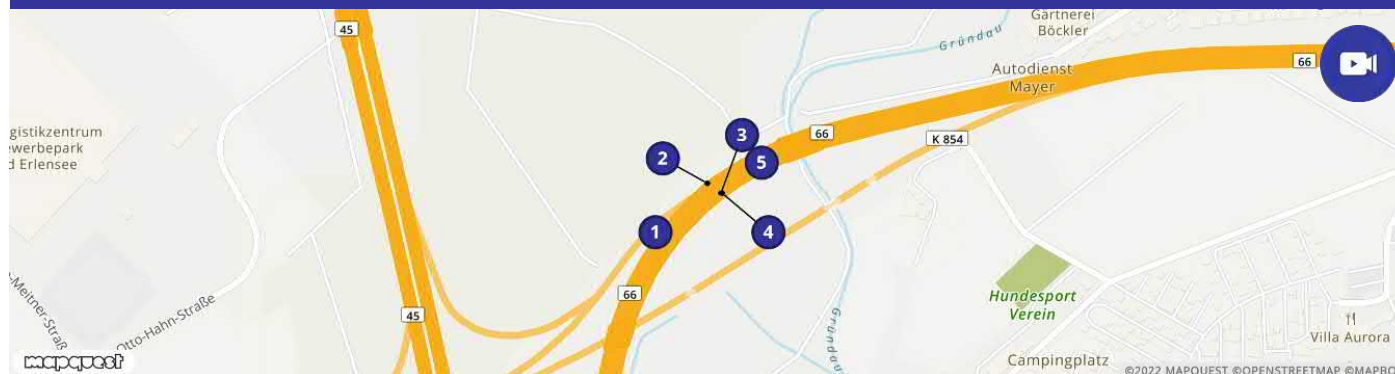 45
Gründau
Gärtnerei
Böckler
66
Autodienst
Mayer
gistikzentrum
ewerbepark
d Erlensee
3
66
K 854
2
5
1
4
66
45
Otto-Hahn-Straße
-Meitner-Straß
Gründau
Hundesport
Verein
Villa Aurora
Campingplatz
mapquest
©2022 MAPQUEST ©OPENSTREETMAP ©MAPBO